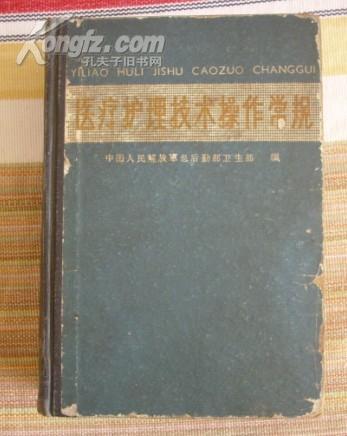 Kongfz.com
孔夫子旧书网
YILIAO HULI JISHU CAOZUO CHANGGUI
医疗护理技术操作常规
中国人民解放军总后勤部卫生部 编